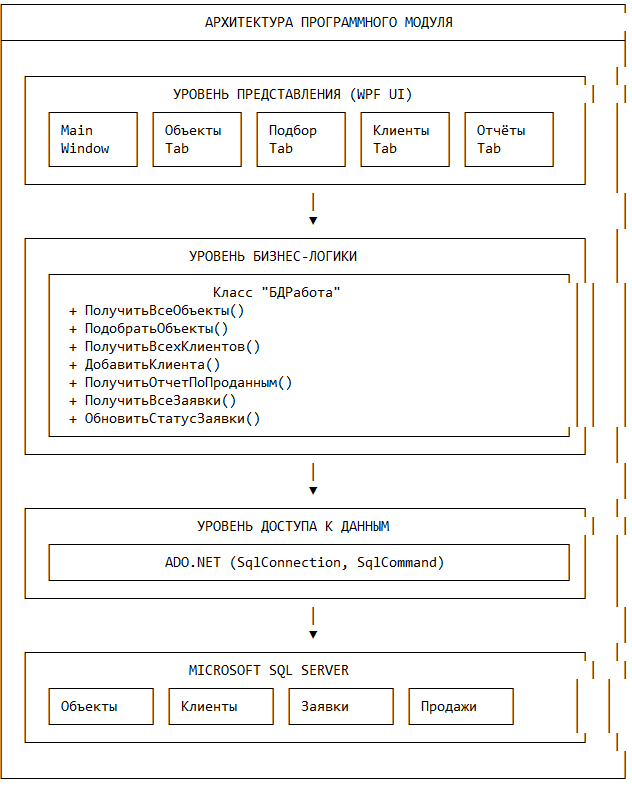 АРХИТЕКТУРА ПРОГРАММНОГО МОДУЛЯ
УРОВЕНЬ ПРЕДСТАВЛЕНИЯ (WPF UI)
Main Объекты Подбор Клиенты Отчёты
Window Tab Tab Tab Tab
УРОВЕНЬ БИЗНЕС-ЛОГИКИ
Класс "БДРабота"
+ ПолучитьВсеОбъекты()
+ ПодобратьОбъекты()
+ ПолучитьВсехКлиентов()
+ ДобавитьКлиента()
+ ПолучитьОтчетПоПроданным()
+ ПолучитьВсеЗаявки()
+ ОбновитьСтатусЗаявки()
УРОВЕНЬ ДОСТУПА К ДАННЫМ
ADO.NET (SqlConnection, SqlCommand)
MICROSOFT SQL SERVER
Объекты Клиенты Заявки Продажи